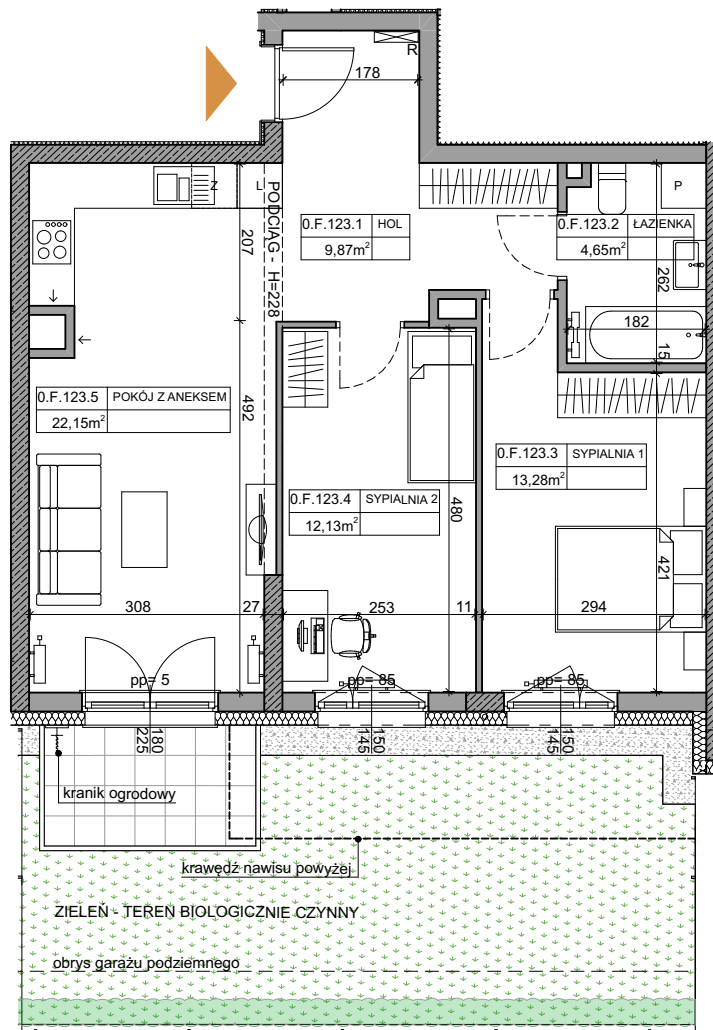 R
178
Z
L
P
PODCIĄG - H=228
207
0.F.123.1 HOL
9,87m²
0.F.123.2 ŁAZIENKA
4,65m²
262
182
15
0.F.123.5 POKÓJ Z ANEKSEM
22,15m²
492
0.F.123.3 SYPIALNIA 1
13,28m²
0.F.123.4 SYPIALNIA 2
12,13m²
480
421
308
27
253
11
294
pp= 5
pp= 85
pp= 85
180
225
150
145
150
145
kranik ogrodowy
krawędź nawisu powyżej
ZIELEŃ - TEREN BIOLOGICZNIE CZYNNY
obrys garażu podziemnego